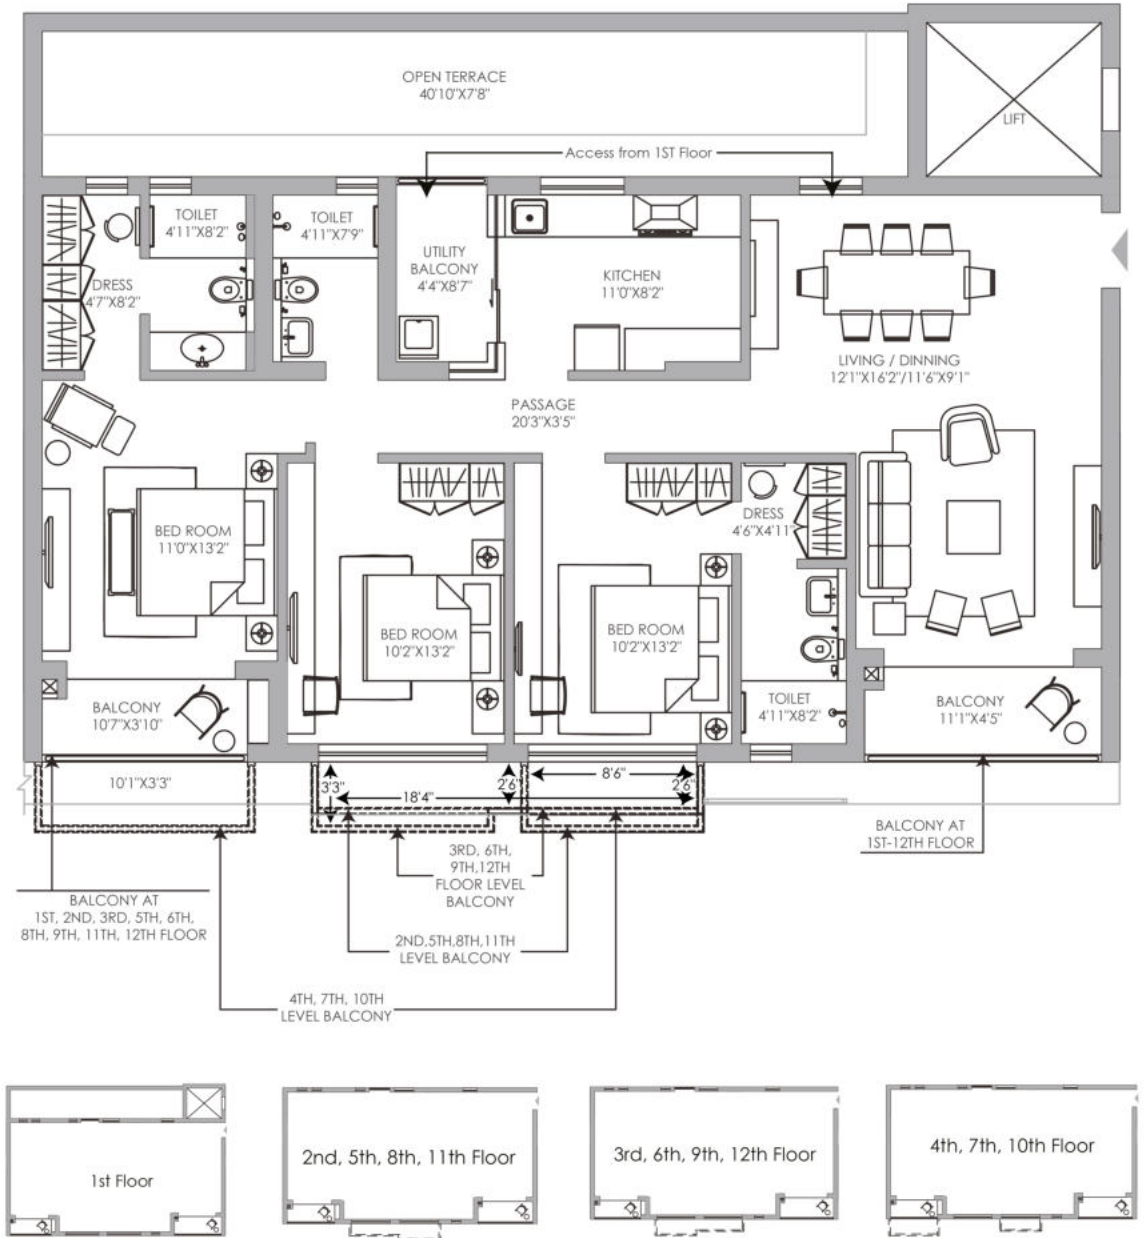 OPEN TERRACE
40'10"X7'8"
LIFT
Access from 1ST Floor
TOILET
4'11"X8'2"
TOILET
4'11"X7'9"
UTILITY
BALCONY
4'4"X8'7"
KITCHEN
11'0"X8'2"
DRESS
4'7"X8'2"
LIVING / DINNING
12'1"X16'2"/11'6"X9'1"
PASSAGE
20'3"X3'5"
BED ROOM
11'0"X13'2"
DRESS
4'6"X4'11"
BED ROOM
10'2"X13'2"
BED ROOM
10'2"X13'2"
BALCONY
10'7"X3'10"
TOILET
4'11"X8'2"
BALCONY
11'1"X4'5"
10'1"X3'3"
3'3"
18'4"
2'6"
8'6"
2'6"
BALCONY AT
1ST-12TH FLOOR
3RD, 6TH,
9TH,12TH
FLOOR LEVEL
BALCONY
BALCONY AT
1ST, 2ND, 3RD, 5TH, 6TH,
8TH, 9TH, 11TH, 12TH FLOOR
2ND,5TH,8TH,11TH
LEVEL BALCONY
4TH, 7TH, 10TH
LEVEL BALCONY
1st Floor
2nd, 5th, 8th, 11th Floor
3rd, 6th, 9th, 12th Floor
4th, 7th, 10th Floor